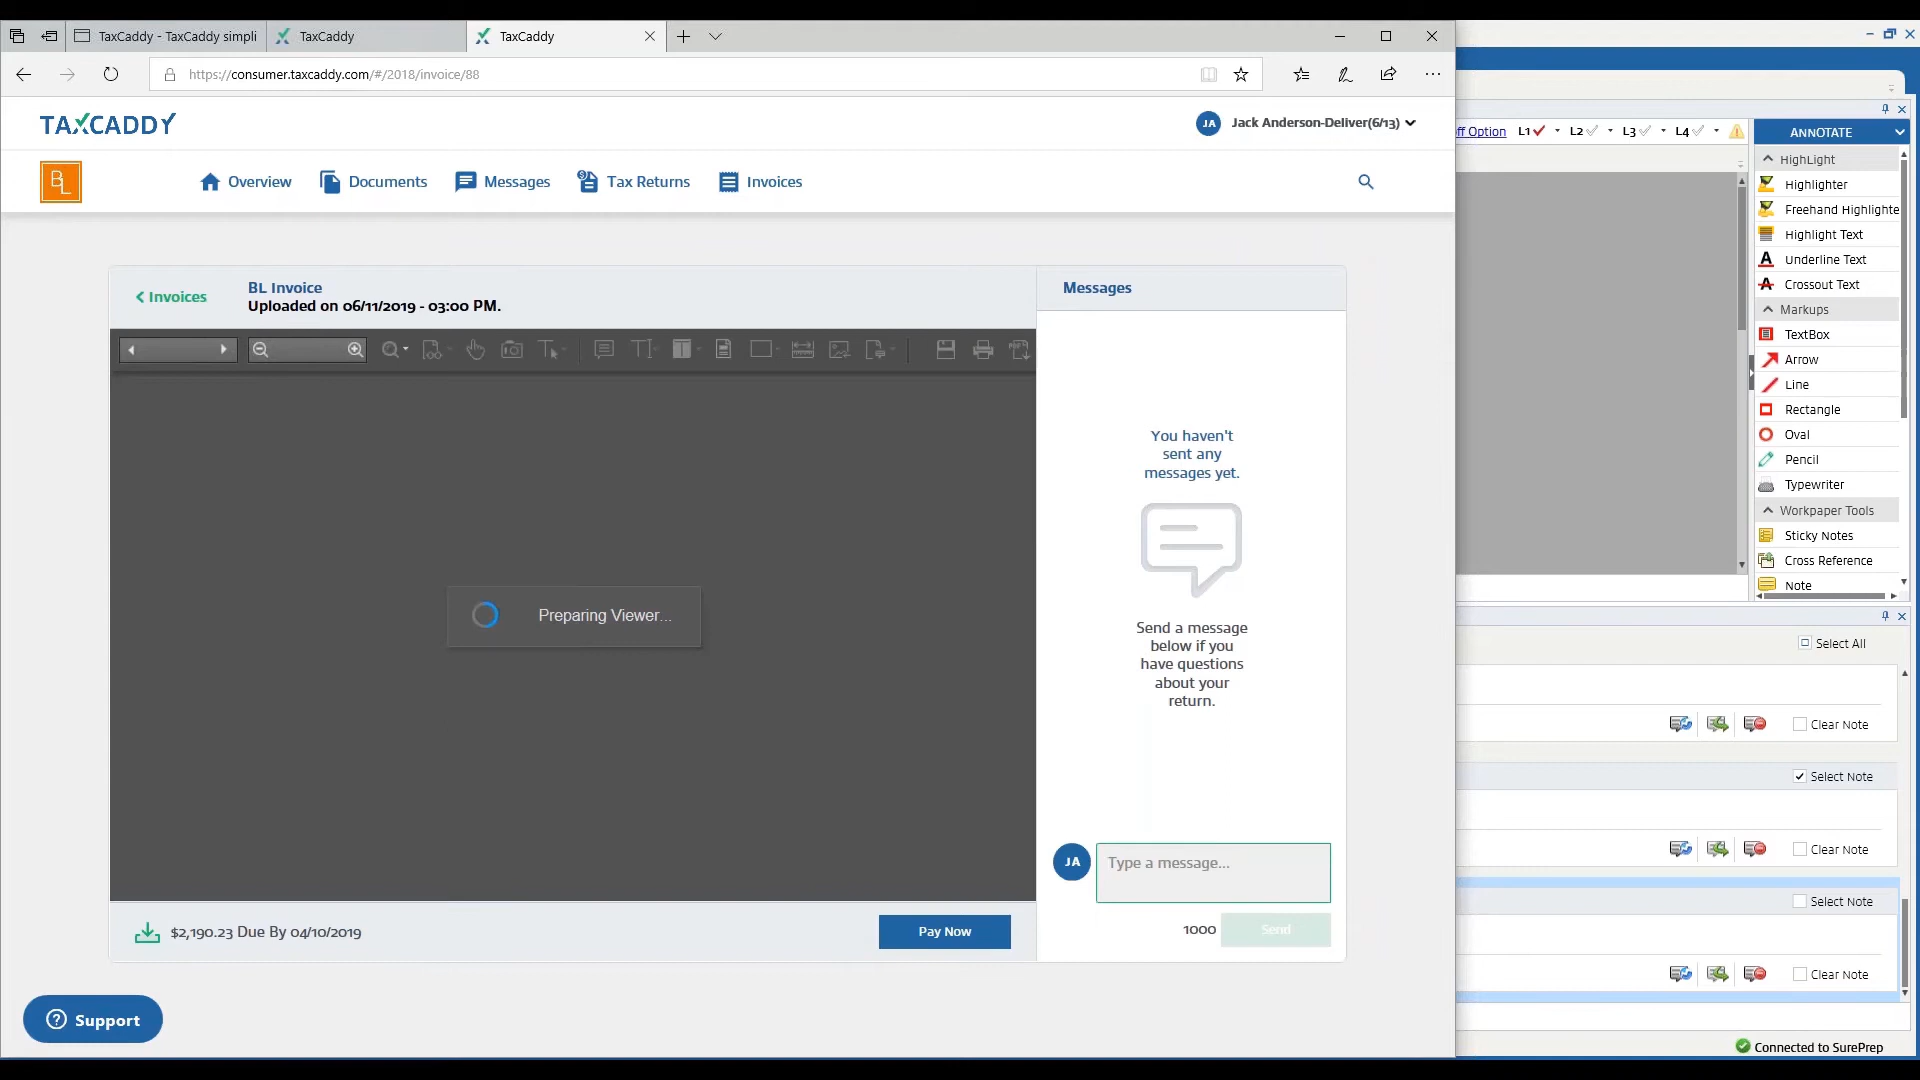 TaxCaddy - TaxCaddy simpli
TaxCaddy
TaxCaddy
https://consumer.taxcaddy.com/#/2018/invoice/88
TAXCADDY
JA
Jack Anderson-Deliver(6/13)
BL
Overview
Documents
Messages
Tax Returns
Invoices
Invoices
BL Invoice
Uploaded on 06/11/2019 - 03:00 PM.
Messages
Preparing Viewer...
You haven't
sent any
messages yet.
Send a message
below if you
have questions
about your
return.
JA
Type a message...
1000
Send
$2,190.23 Due By 04/10/2019
Pay Now
Support
ff Option
L1
L2
L3
L4
ANNOTATE
HighLight
Highlighter
Freehand Highlighte
Highlight Text
Underline Text
Crossout Text
Markups
TextBox
Arrow
Line
Rectangle
Oval
Pencil
Typewriter
Workpaper Tools
Sticky Notes
Cross Reference
Note
Select All
Clear Note
Select Note
Clear Note
Select Note
Clear Note
Connected to SurePrep